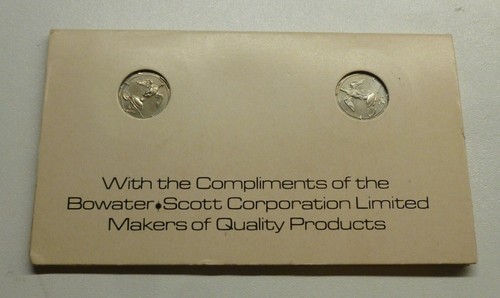 With the Compliments of the
Bowater♦Scott Corporation Limited
Makers of Quality Products